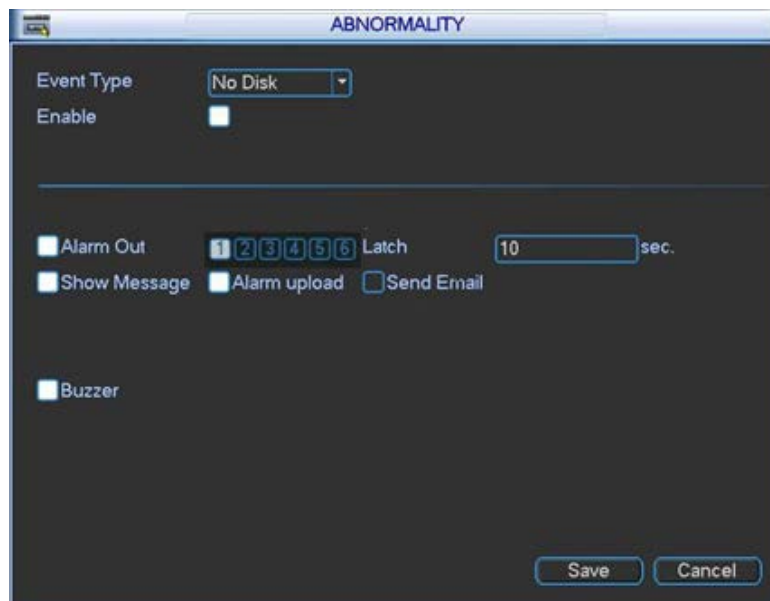 ABNORMALITY
Event Type No Disk
Enable
Alarm Out 1 2 3 4 5 6 Latch 10 sec.
Show Message Alarm upload Send Email
Buzzer
Save Cancel